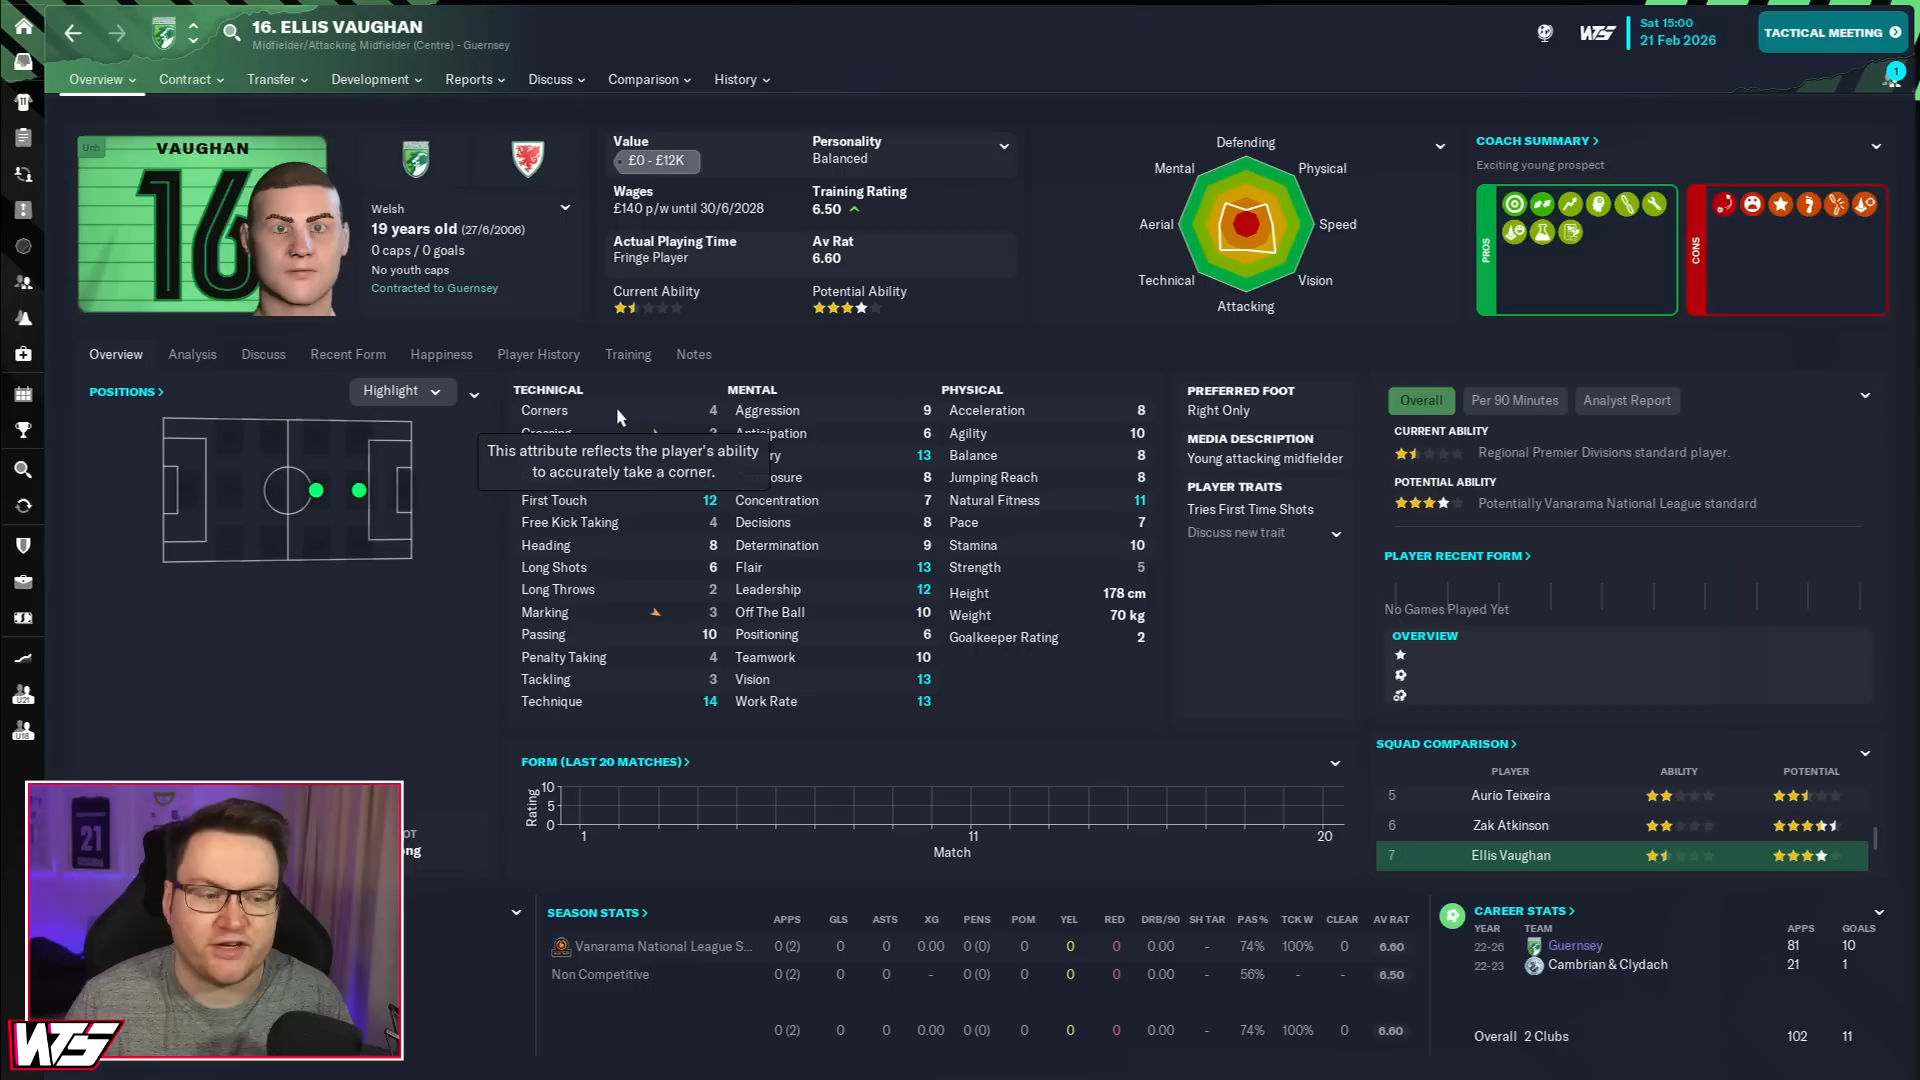 16. ELLIS VAUGHAN
Midfielder/Attacking Midfielder (Centre) - Guernsey
WTS
Sat 15:00
21 Feb 2026
TACTICAL MEETING
1
Overview
Contract
Transfer
Development
Reports
Discuss
Comparison
History
Unh
VAUGHAN
16
Welsh
19 years old (27/6/2006)
0 caps / 0 goals
No youth caps
Contracted to Guernsey
Value
£0 - £12K
Personality
Balanced
Wages
£140 p/w until 30/6/2028
Training Rating
6.50
Actual Playing Time
Fringe Player
Av Rat
6.60
Current Ability
Potential Ability
Defending
Physical
Speed
Vision
Attacking
Technical
Aerial
Mental
COACH SUMMARY >
Exciting young prospect
PROS
CONS
Overview
Analysis
Discuss
Recent Form
Happiness
Player History
Training
Notes
POSITIONS >
Highlight
TECHNICAL
Corners 4
This attribute reflects the player's ability
to accurately take a corner.
First Touch 12
Free Kick Taking 4
Heading 8
Long Shots 6
Long Throws 2
Marking 3
Passing 10
Penalty Taking 4
Tackling 3
Technique 14
MENTAL
Aggression 9
Anticipation 6
13
8
Concentration 7
Decisions 8
Determination 9
Flair 13
Leadership 12
Off The Ball 10
Positioning 6
Teamwork 10
Vision 13
Work Rate 13
PHYSICAL
Acceleration 8
Agility 10
Balance 8
Jumping Reach 8
Natural Fitness 11
Pace 7
Stamina 10
Strength 5
Height 178 cm
Weight 70 kg
Goalkeeper Rating 2
PREFERRED FOOT
Right Only
MEDIA DESCRIPTION
Young attacking midfielder
PLAYER TRAITS
Tries First Time Shots
Discuss new trait
Overall
Per 90 Minutes
Analyst Report
CURRENT ABILITY
Regional Premier Divisions standard player.
POTENTIAL ABILITY
Potentially Vanarama National League standard
PLAYER RECENT FORM >
No Games Played Yet
OVERVIEW
FORM (LAST 20 MATCHES) >
Rating
10
5
0
1 11 20
Match
SQUAD COMPARISON >
PLAYER ABILITY POTENTIAL
5 Aurio Teixeira
6 Zak Atkinson
7 Ellis Vaughan
SEASON STATS > APPS GLS ASTS XG PENS POM YEL RED DRB/90 SH TAR PAS % TCK W CLEAR AV RAT
Vanarama National League S... 0 (2) 0 0 0.00 0 (0) 0 0 0 0.00 - 74% 100% 0 6.60
Non Competitive 0 (2) 0 0 - 0 (0) 0 0 0 0.00 - 56% - - 6.50
0 (2) 0 0 0.00 0 (0) 0 0 0 0.00 - 74% 100% 0 6.60
CAREER STATS >
YEAR TEAM APPS GOALS
22-26 Guernsey 81 10
22-23 Cambrian & Clydach 21 1
Overall 2 Clubs 102 11
U21
U18
21
WTS